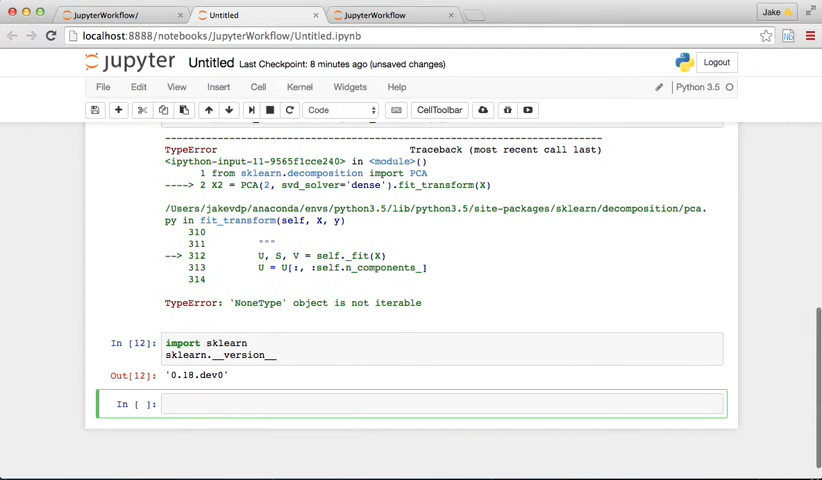 JupyterWorkflow/
Untitled
JupyterWorkflow
Jake
localhost:8888/notebooks/JupyterWorkflow/Untitled.ipynb
jupyter Untitled Last Checkpoint: 8 minutes ago (unsaved changes)
Logout
File Edit View Insert Cell Kernel Widgets Help
Python 3.5
Code
CellToolbar
---------------------------------------------------------------------------
TypeError Traceback (most recent call last)
<ipython-input-11-9565f1cce240> in <module>()
1 from sklearn.decomposition import PCA
----> 2 X2 = PCA(2, svd_solver='dense').fit_transform(X)
/Users/jakevdp/anaconda/envs/python3.5/lib/python3.5/site-packages/sklearn/decomposition/pca.
py in fit_transform(self, X, y)
310
311 """
--> 312 U, S, V = self._fit(X)
313 U = U[:, :self.n_components_]
314
TypeError: 'NoneType' object is not iterable
In [12]: import sklearn
sklearn.__version__
Out[12]: '0.18.dev0'
In [ ]: